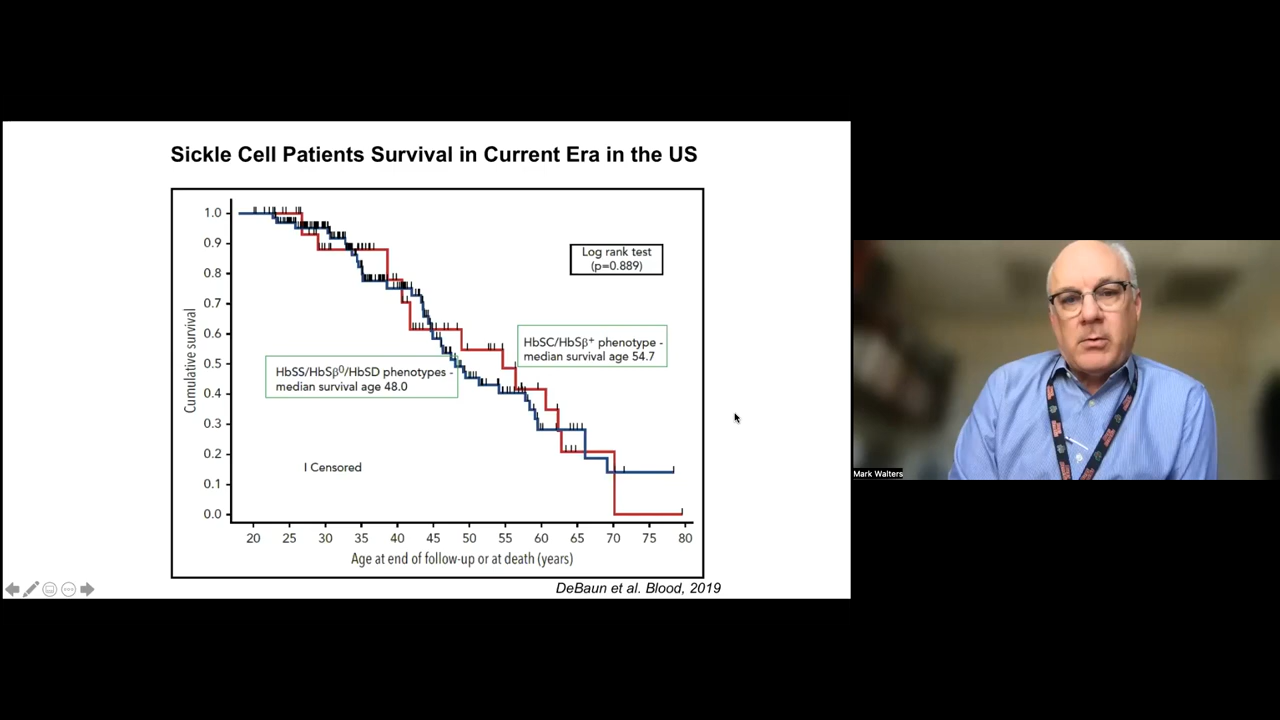 Sickle Cell Patients Survival in Current Era in the US
Cumulative survival
1.0
0.9
0.8
0.7
0.6
0.5
0.4
0.3
0.2
0.1
0.0
Log rank test
(p=0.889)
HbSC/HbSβ⁺ phenotype -
median survival age 54.7
HbSS/HbSβ⁰/HbSD phenotypes -
median survival age 48.0
I Censored
20 25 30 35 40 45 50 55 60 65 70 75 80
Age at end of follow-up or at death (years)
DeBaun et al. Blood, 2019
Mark Walters